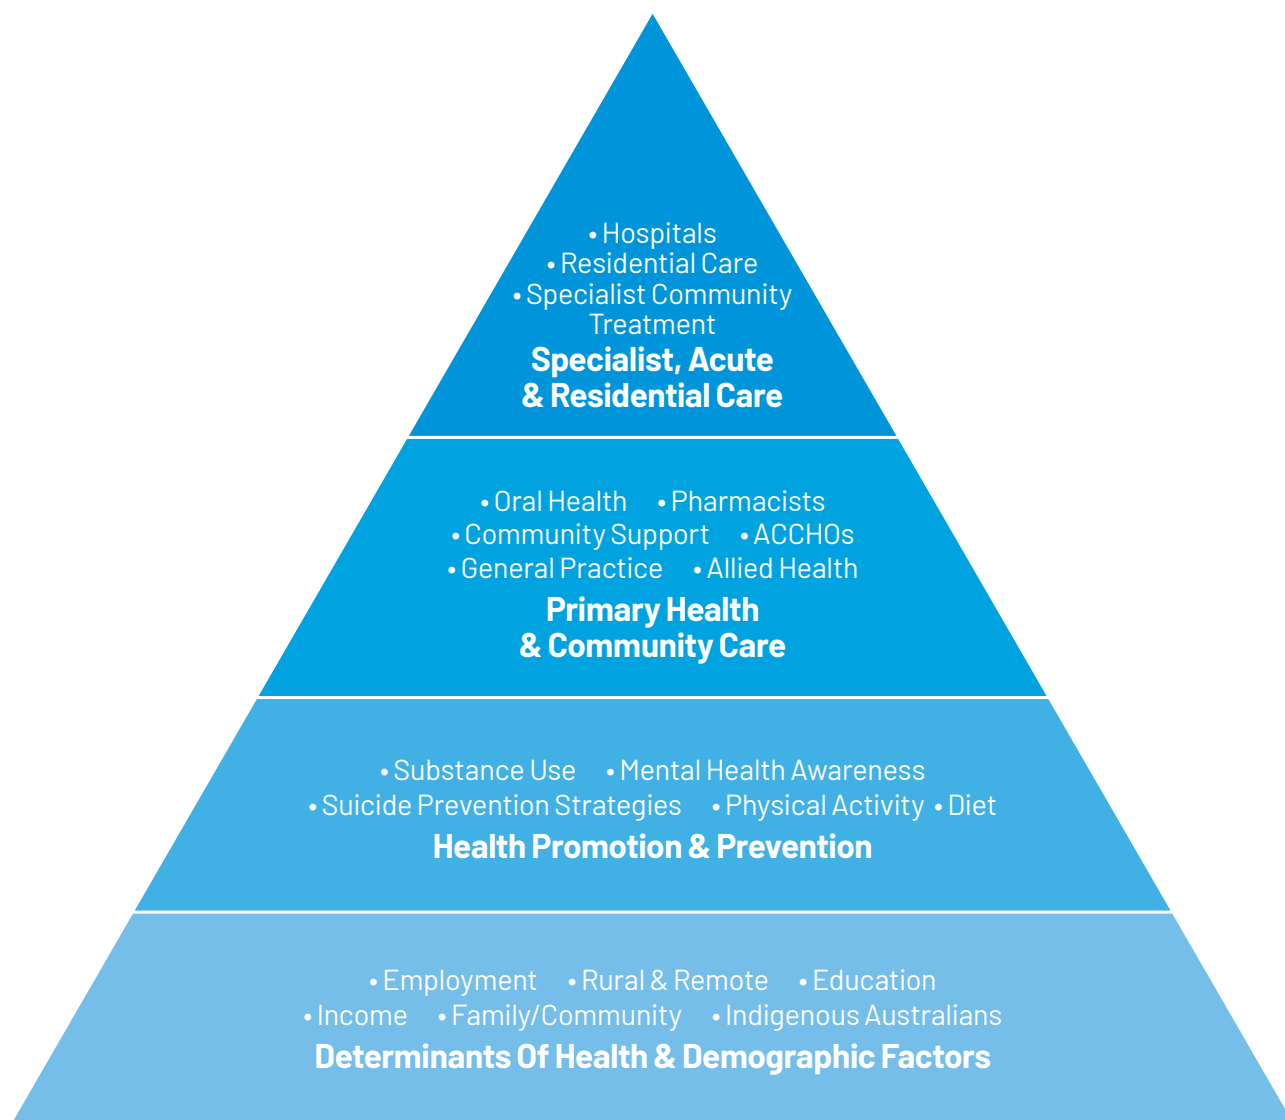 • Hospitals
• Residential Care
• Specialist Community
Treatment
Specialist, Acute
& Residential Care
• Oral Health • Pharmacists
• Community Support • ACCHOs
• General Practice • Allied Health
Primary Health
& Community Care
• Substance Use • Mental Health Awareness
• Suicide Prevention Strategies • Physical Activity • Diet
Health Promotion & Prevention
• Employment • Rural & Remote • Education
• Income • Family/Community • Indigenous Australians
Determinants Of Health & Demographic Factors